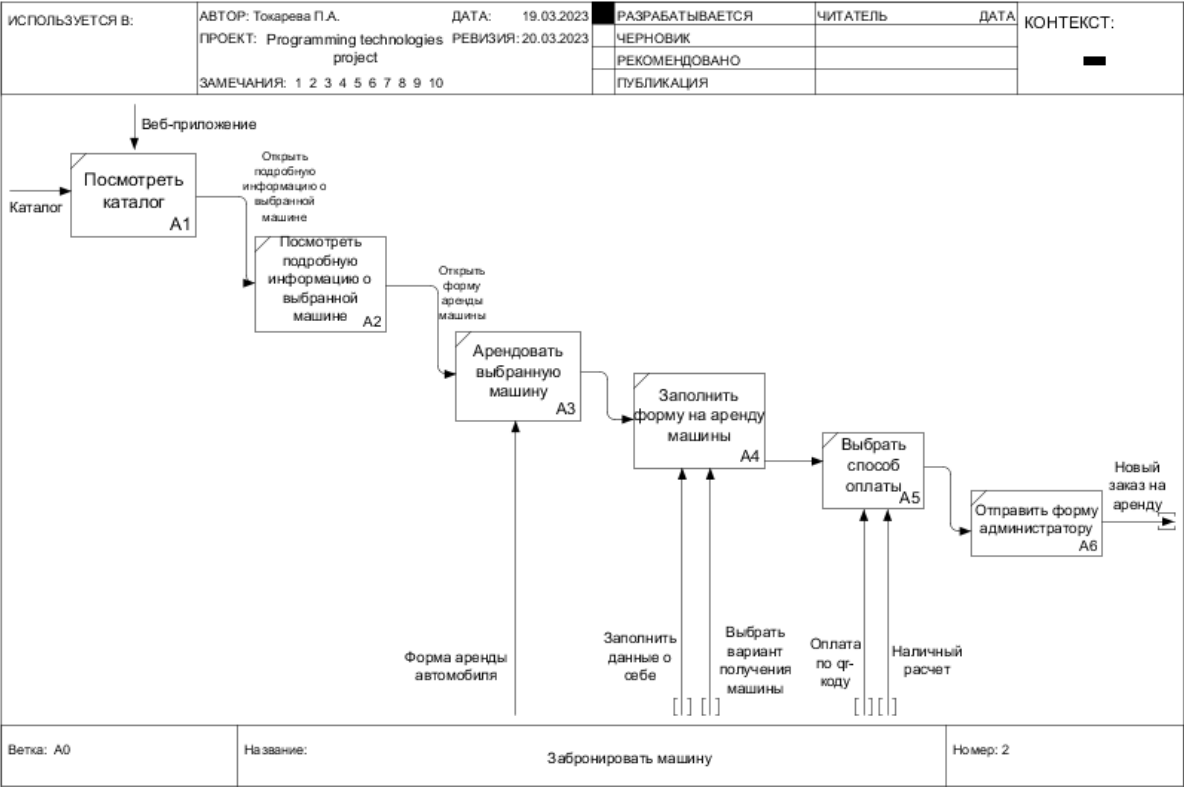 ИСПОЛЬЗУЕТСЯ В:
АВТОР: Токарева П.А.
ДАТА: 19.03.2023
ПРОЕКТ: Programming technologies
project
РЕВИЗИЯ: 20.03.2023
ЗАМЕЧАНИЯ: 1 2 3 4 5 6 7 8 9 10
РАЗРАБАТЫВАЕТСЯ
ЧЕРНОВИК
РЕКОМЕНДОВАНО
ПУБЛИКАЦИЯ
ЧИТАТЕЛЬ
ДАТА
КОНТЕКСТ:
Веб-приложение
Каталог
Посмотреть
каталог
A1
Открыть
подробную
информацию о
выбранной
машине
Посмотреть
подробную
информацию о
выбранной
машине
A2
Открыть
форму
аренды
машины
Арендовать
выбранную
машину
A3
Заполнить
форму на аренду
машины
A4
Выбрать
способ
оплаты
A5
Отправить форму
администратору
A6
Новый
заказ на
аренду
Форма аренды
автомобиля
Заполнить
данные о
себе
Выбрать
вариант
получения
машины
Оплата
по qr-
коду
Наличный
расчет
Ветка: A0
Название:
Забронировать машину
Номер: 2